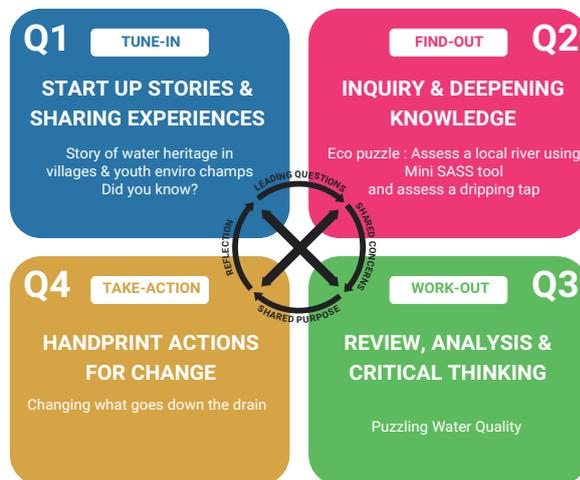 Q1
TUNE-IN
START UP STORIES &
SHARING EXPERIENCES
Story of water heritage in
villages & youth enviro champs
Did you know?
FIND-OUT
Q2
INQUIRY & DEEPENING
KNOWLEDGE
Eco puzzle : Assess a local river using
Mini SASS tool
and assess a dripping tap
LEADING QUESTIONS
SHARED CONCERNS
SHARED PURPOSE
REFLECTION
Q4
TAKE-ACTION
HANDPRINT ACTIONS
FOR CHANGE
Changing what goes down the drain
WORK-OUT
Q3
REVIEW, ANALYSIS &
CRITICAL THINKING
Puzzling Water Quality